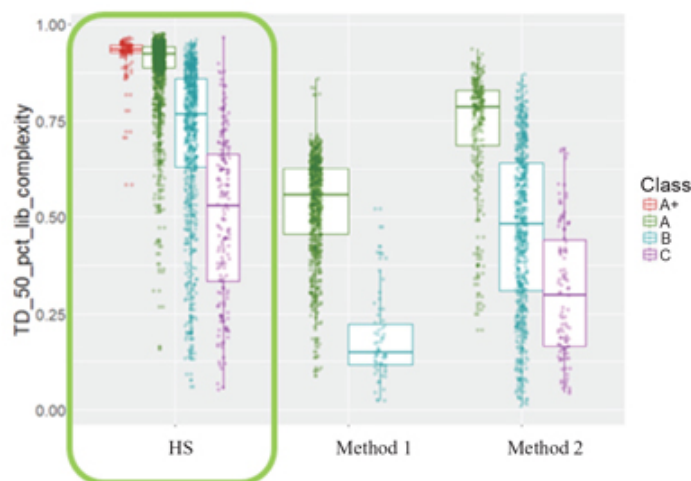 TD_50_pct_lib_complexity
1.00
0.75
0.50
0.25
0.00
HS
Method 1
Method 2
Class
A+
A
B
C